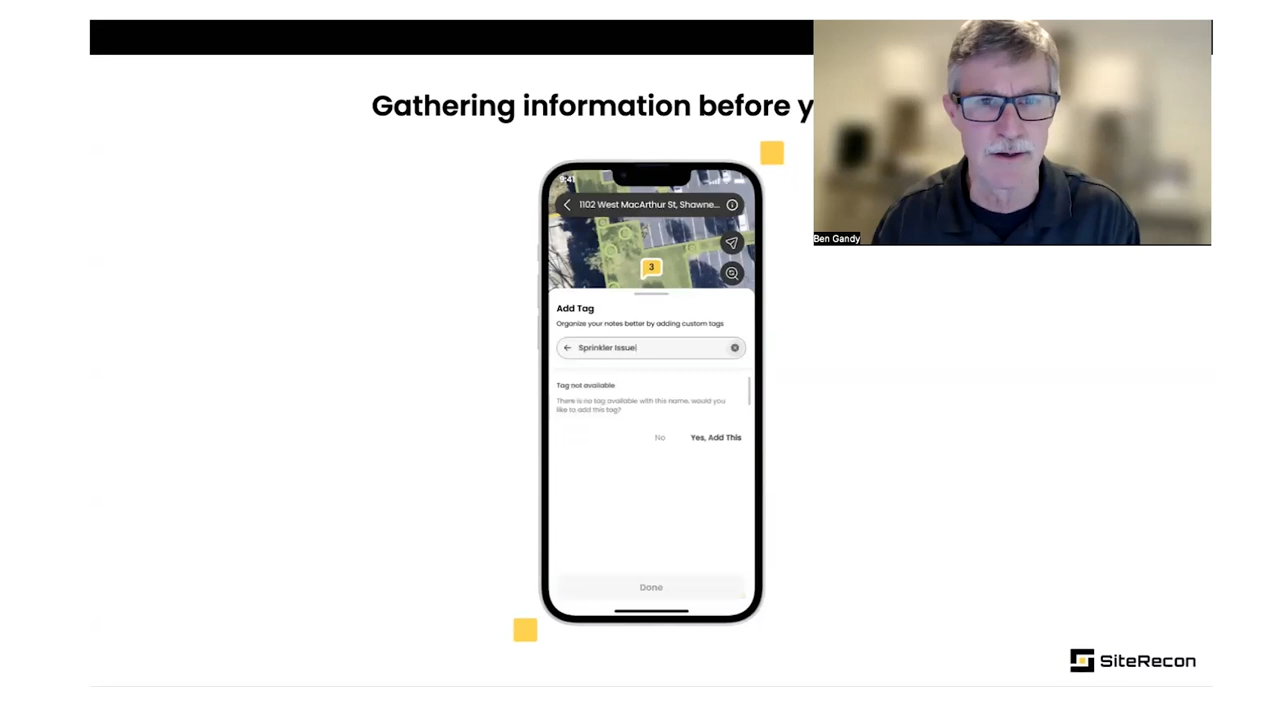 Gathering information before y
Ben Gandy
9:41
1102 West MacArthur St, Shawne...
3
Add Tag
Organize your notes better by adding custom tags
Sprinkler Issue
Tag not available
There is no tag available with this name, would you
like to add this tag?
No
Yes, Add This
Done
SiteRecon